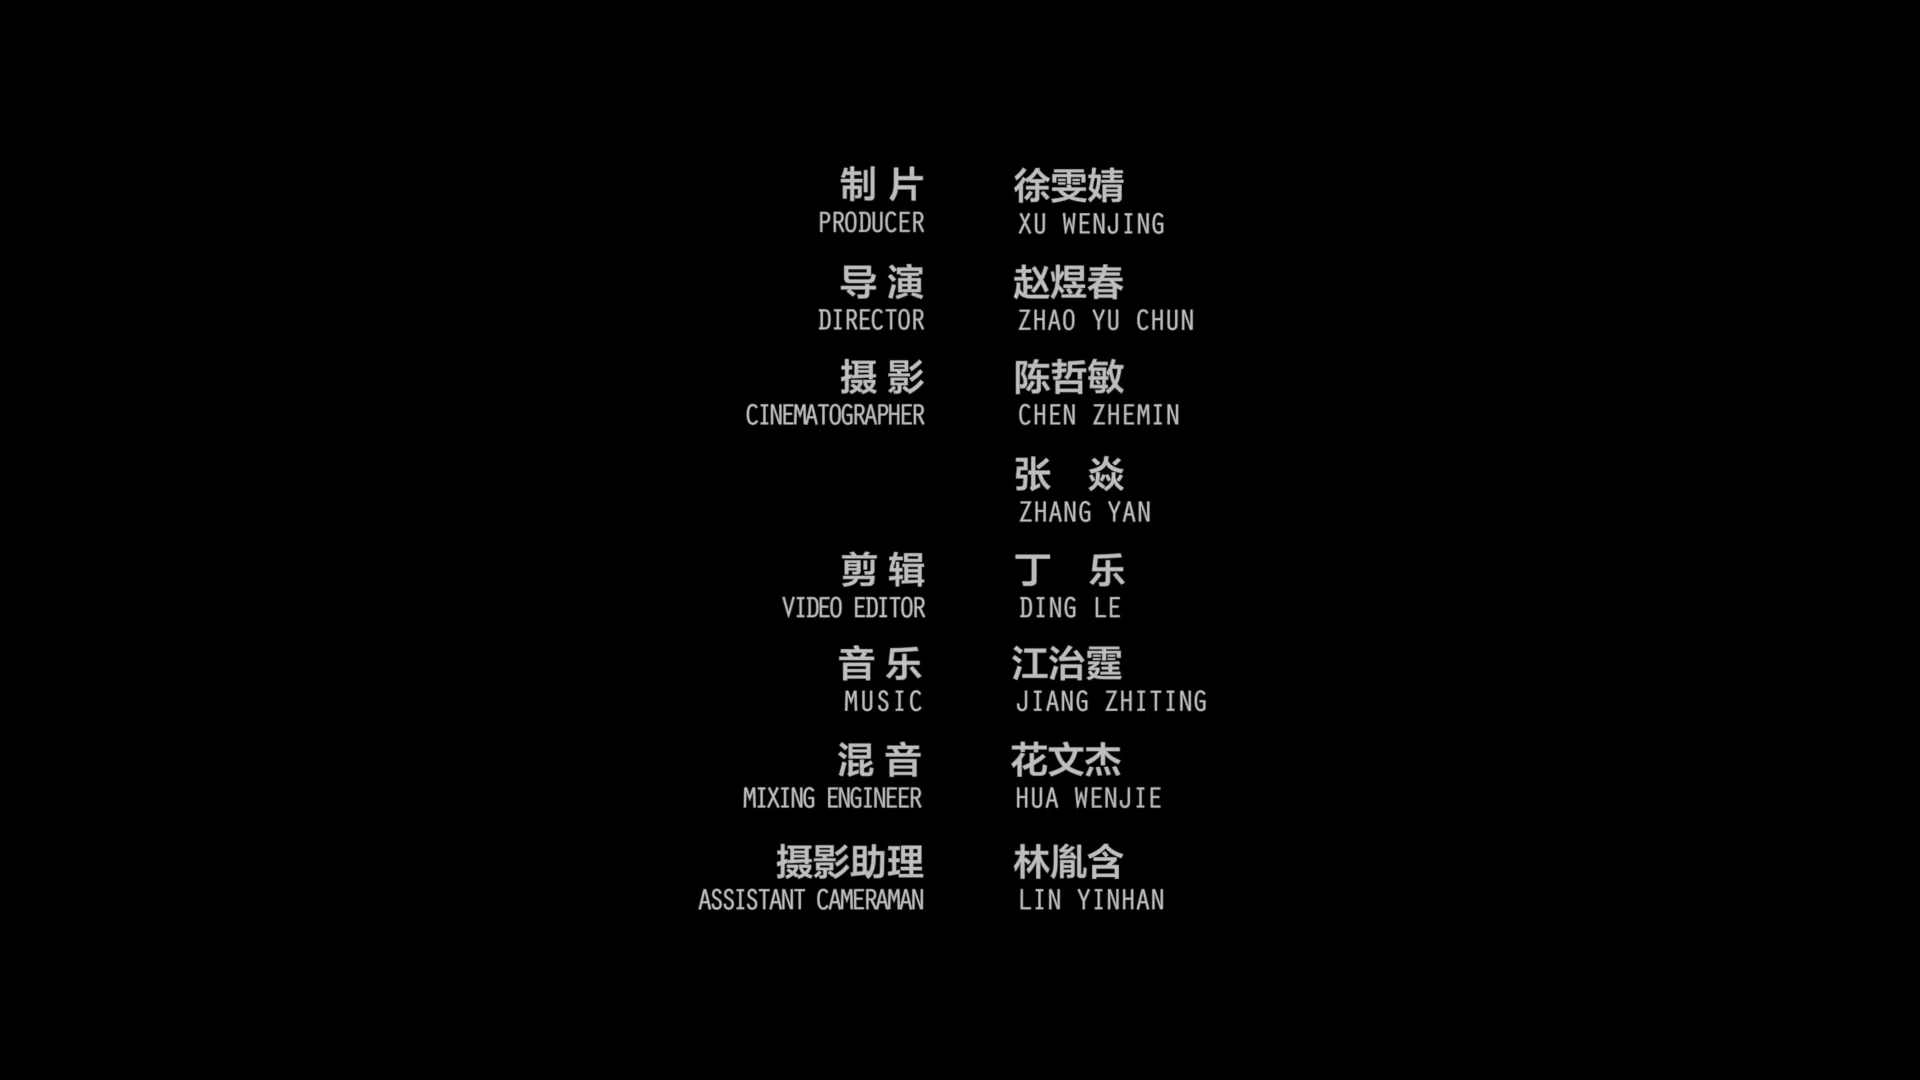 制片 徐雯婧
PRODUCER XU WENJING
导演 赵煜春
DIRECTOR ZHAO YU CHUN
摄影 陈哲敏
CINEMATOGRAPHER CHEN ZHEMIN
张 焱
ZHANG YAN
剪辑 丁 乐
VIDEO EDITOR DING LE
音乐 江治霆
MUSIC JIANG ZHITING
混音 花文杰
MIXING ENGINEER HUA WENJIE
摄影助理 林胤含
ASSISTANT CAMERAMAN LIN YINHAN